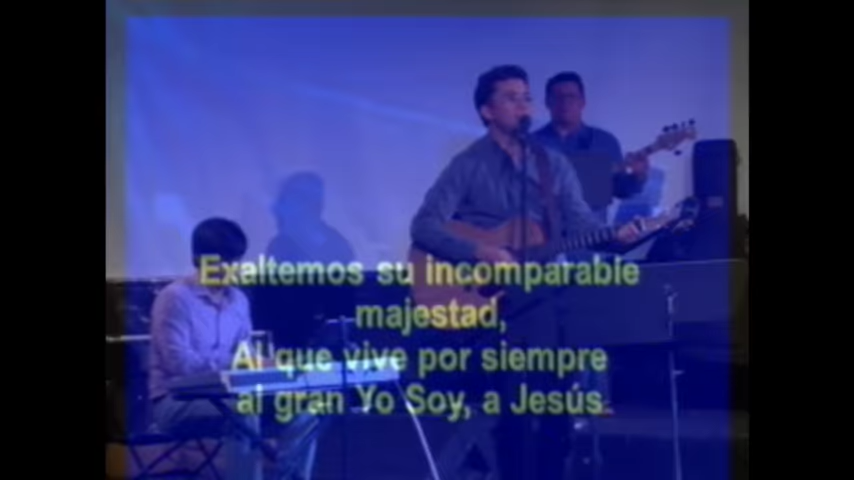 Exaltemos su incomparable
majestad,
Al que vive por siempre
al gran Yo Soy, a Jesús